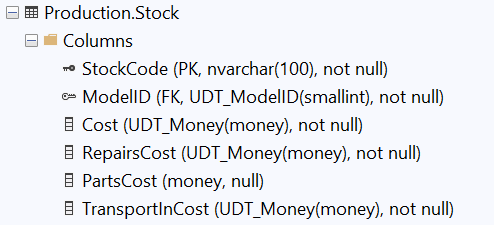 Production.Stock
Columns
StockCode (PK, nvarchar(100), not null)
ModelID (FK, UDT_ModelID(smallint), not null)
Cost (UDT_Money(money), not null)
RepairsCost (UDT_Money(money), not null)
PartsCost (money, null)
TransportInCost (UDT_Money(money), not null)